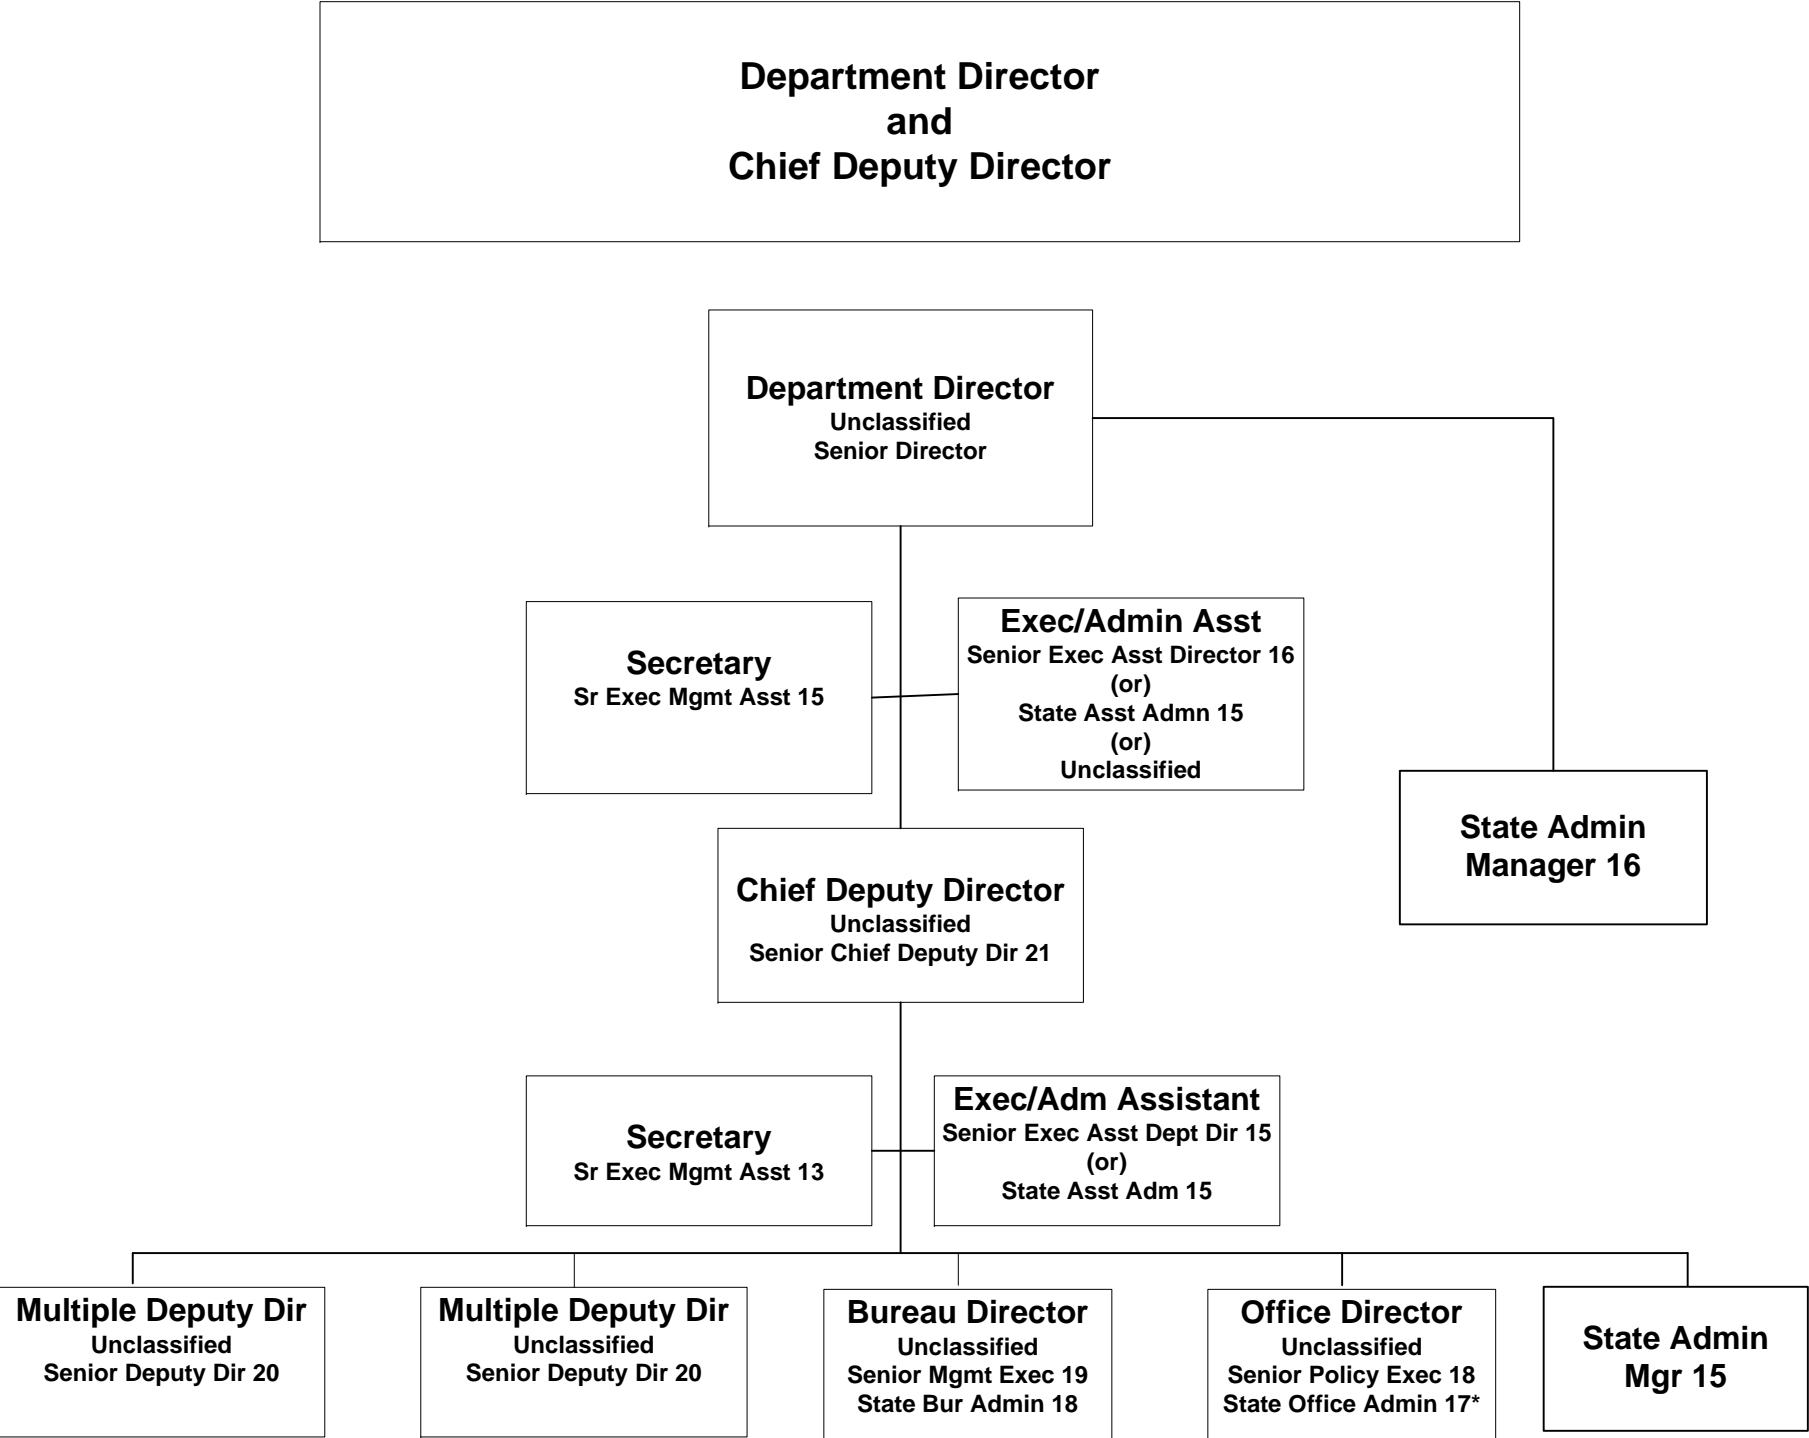 Department Director
and
Chief Deputy Director
Department Director
Unclassified
Senior Director
Secretary
Sr Exec Mgmt Asst 15
Exec/Admin Asst
Senior Exec Asst Director 16
(or)
State Asst Admn 15
(or)
Unclassified
State Admin
Manager 16
Chief Deputy Director
Unclassified
Senior Chief Deputy Dir 21
Secretary
Sr Exec Mgmt Asst 13
Exec/Adm Assistant
Senior Exec Asst Dept Dir 15
(or)
State Asst Adm 15
Multiple Deputy Dir
Unclassified
Senior Deputy Dir 20
Multiple Deputy Dir
Unclassified
Senior Deputy Dir 20
Bureau Director
Unclassified
Senior Mgmt Exec 19
State Bur Admin 18
Office Director
Unclassified
Senior Policy Exec 18
State Office Admin 17*
State Admin
Mgr 15